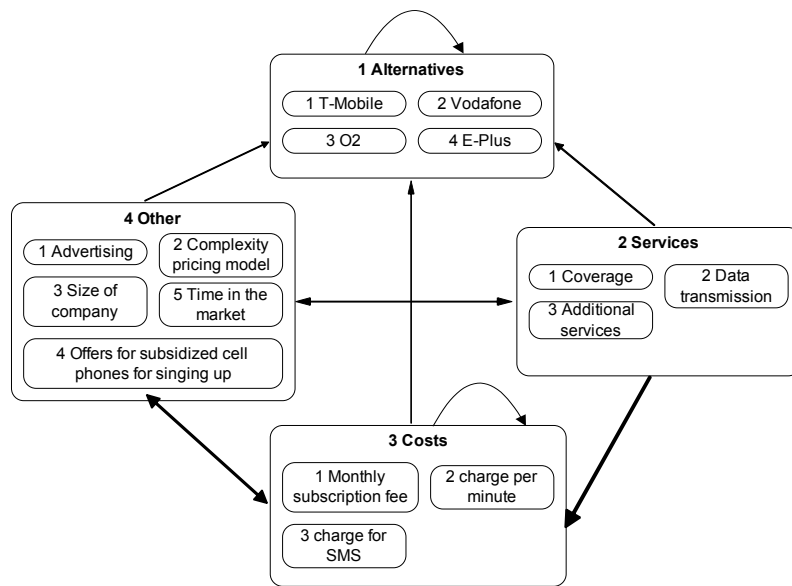 1 Alternatives
1 T-Mobile
2 Vodafone
3 O2
4 E-Plus
4 Other
1 Advertising
2 Complexity
pricing model
3 Size of
company
5 Time in the
market
4 Offers for subsidized cell
phones for singing up
2 Services
1 Coverage
2 Data
transmission
3 Additional
services
3 Costs
1 Monthly
subscription fee
2 charge per
minute
3 charge for
SMS